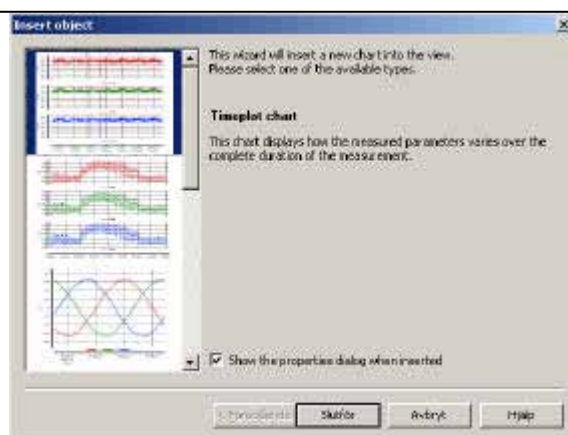 Insert object
This wizard will insert a new chart into the view.
Please select one of the available types.
Timeplot chart
This chart displays how the measured parameters varies over the
complete duration of the measurement.
Show the properties dialog when inserted
Slutför
Avbryt
Hjälp